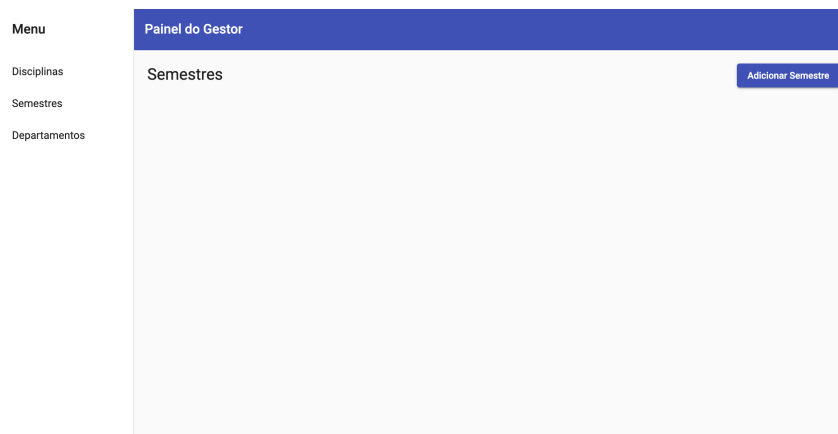 Menu
Painel do Gestor
Disciplinas
Semestres
Departamentos
Semestres
Adicionar Semestre